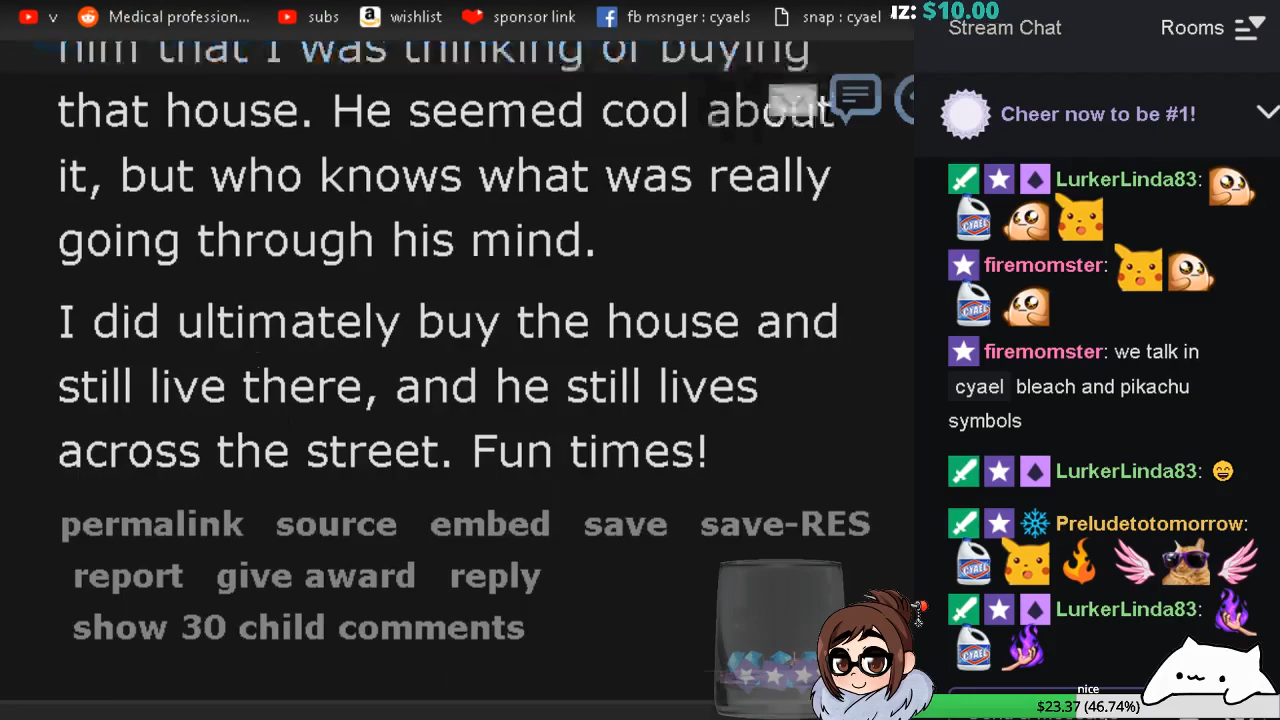 v Medical profession... subs wishlist sponsor link fb msnger : cyaels snap : cyael
IZ: $10.00
him that I was thinking of buying
that house. He seemed cool about
it, but who knows what was really
going through his mind.
I did ultimately buy the house and
still live there, and he still lives
across the street. Fun times!
permalink source embed save save-RES
report give award reply
show 30 child comments
Stream Chat Rooms
Cheer now to be #1!
LurkerLinda83:
CYAEL
firemomster:
CYAEL
firemomster: we talk in
cyael bleach and pikachu
symbols
LurkerLinda83:
Preludetotomorrow:
CYAEL
LurkerLinda83:
CYAEL
nice
$23.37 (46.74%)